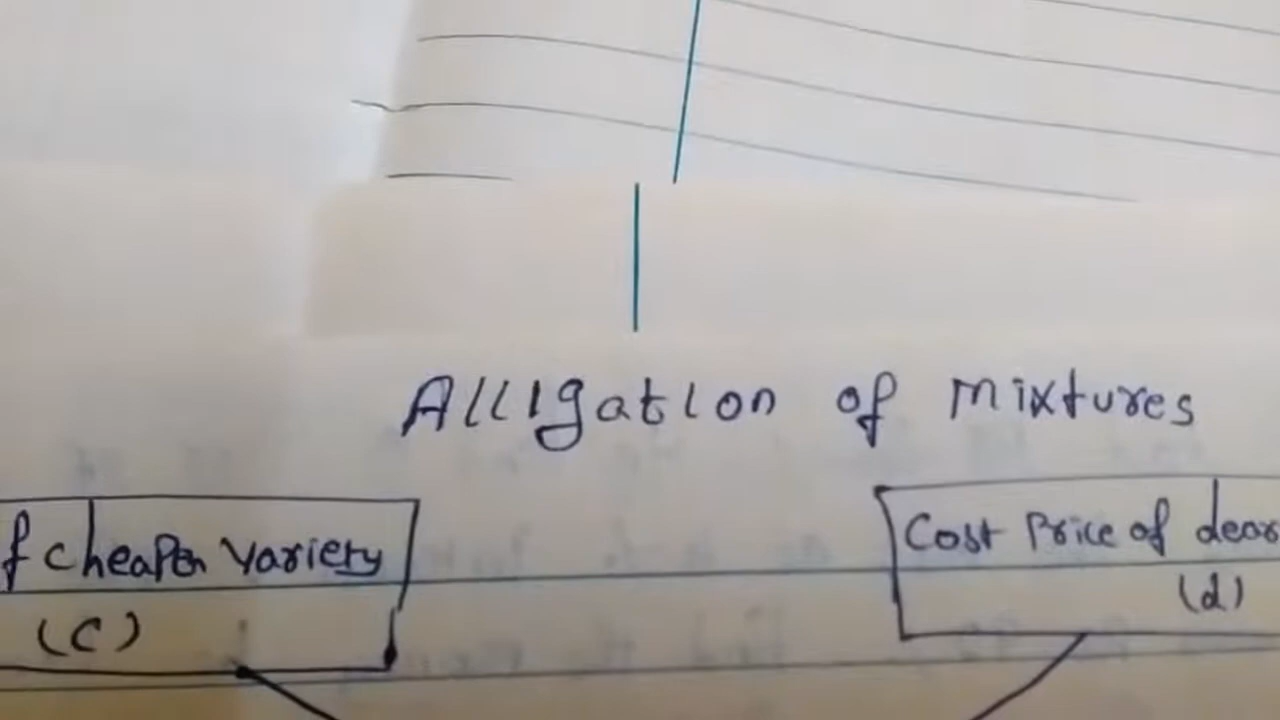 Alligation of mixtures
f cheaper variety
(C)
Cost Price of dear
(d)